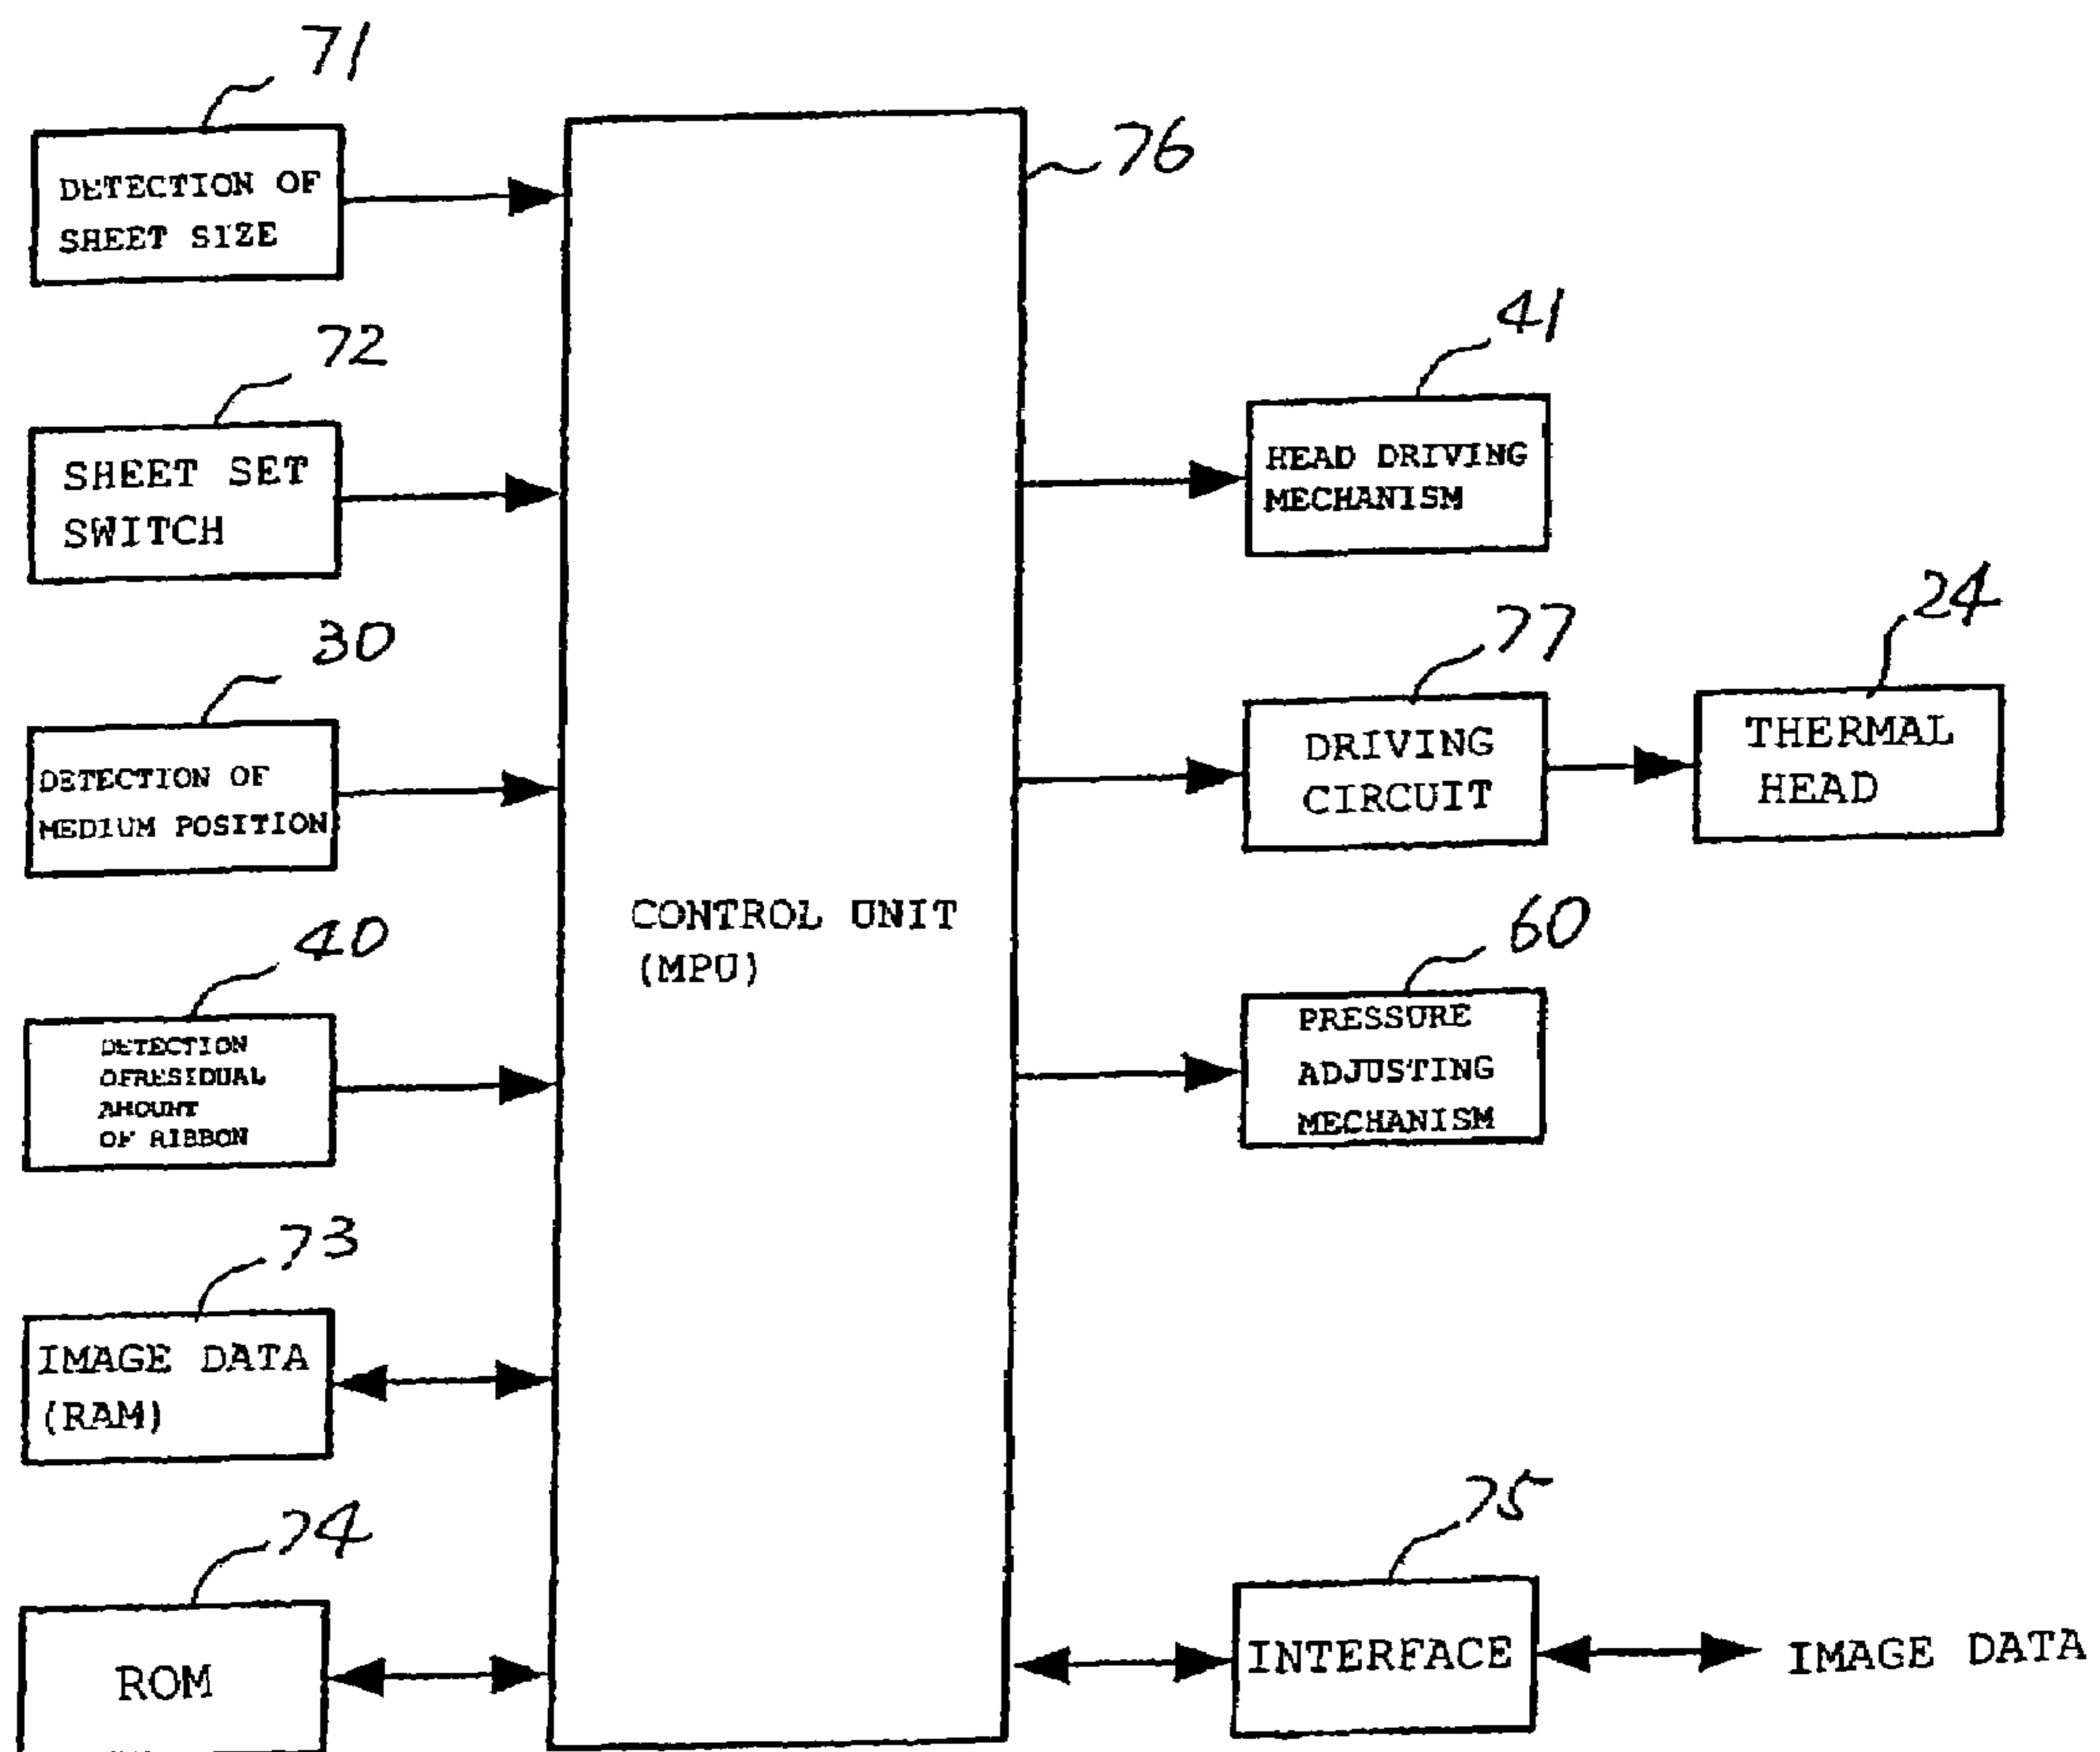 71
DETECTION OF
SHEET SIZE
76
72
SHEET SET
SWITCH
41
HEAD DRIVING
MECHANISM
30
DETECTION OF
MEDIUM POSITION
77
DRIVING
CIRCUIT
24
THERMAL
HEAD
CONTROL UNIT
(MPU)
40
DETECTION
OFRESIDUAL
AMOUNT
OF RIBBON
60
PRESSURE
ADJUSTING
MECHANISM
73
IMAGE DATA
(RAM)
74
ROM
75
INTERFACE
IMAGE DATA